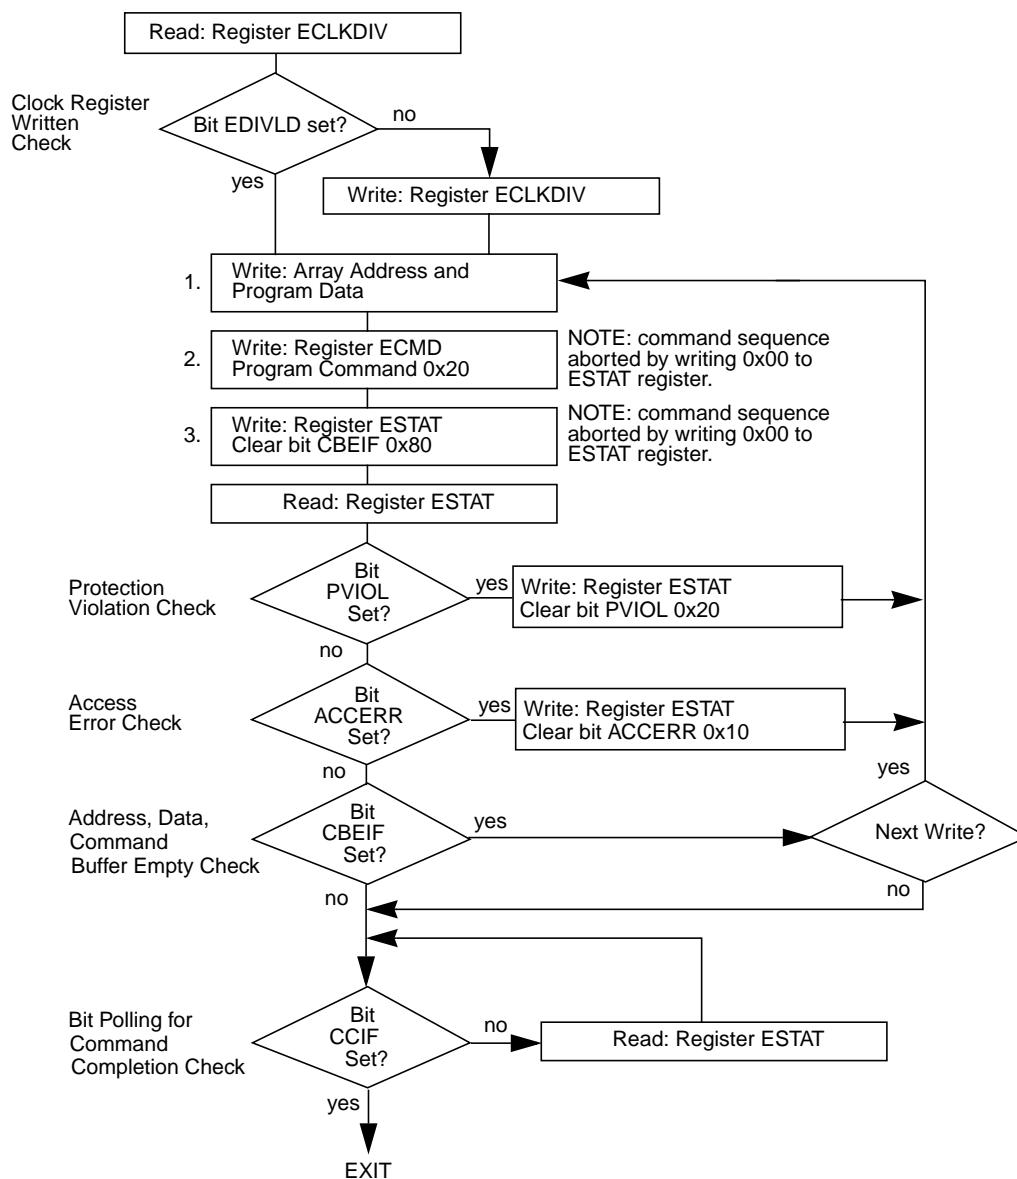 Read: Register ECLKDIV
Clock Register
Written
Check
Bit EDIVLD set?
no
yes
Write: Register ECLKDIV
1.
Write: Array Address and
Program Data
2.
Write: Register ECMD
Program Command 0x20
NOTE: command sequence
aborted by writing 0x00 to
ESTAT register.
3.
Write: Register ESTAT
Clear bit CBEIF 0x80
NOTE: command sequence
aborted by writing 0x00 to
ESTAT register.
Read: Register ESTAT
Protection
Violation Check
Bit
PVIOL
Set?
yes
Write: Register ESTAT
Clear bit PVIOL 0x20
no
Access
Error Check
Bit
ACCERR
Set?
yes
Write: Register ESTAT
Clear bit ACCERR 0x10
no
yes
Address, Data,
Command
Buffer Empty Check
Bit
CBEIF
Set?
yes
Next Write?
no
no
Bit Polling for
Command
Completion Check
Bit
CCIF
Set?
no
Read: Register ESTAT
yes
EXIT